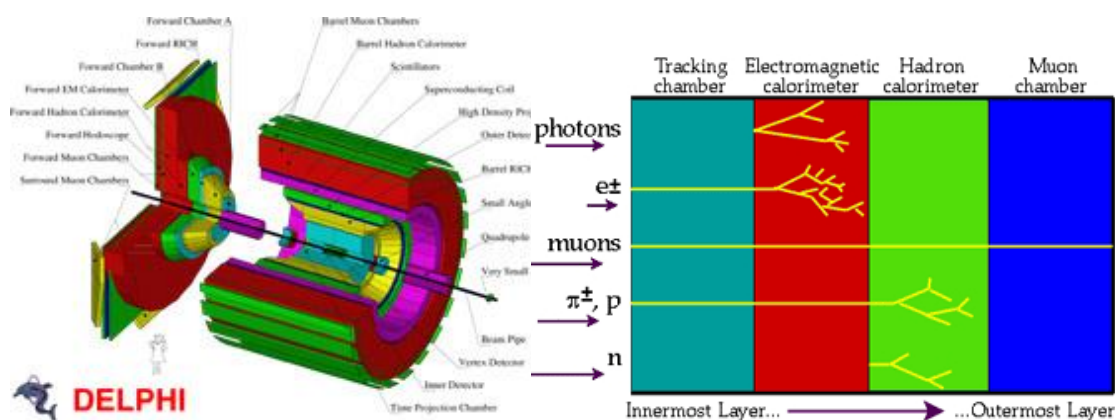 Forward Chamber A
Forward RICH
Forward Chamber B
Forward EM Calorimeter
Forward Hadron Calorimeter
Forward Hodoscope
Forward Muon Chambers
Surround Muon Chambers
Barrel Muon Chambers
Barrel Hadron Calorimeter
Scintillators
Superconducting Coil
High Density Proj
Outer Detec
Barrel RICH
Small Angle
Quadrupole
Very Small
Beam Pipe
Vertex Detector
Inner Detector
Time Projection Chamber
DELPHI
Tracking chamber
Electromagnetic calorimeter
Hadron calorimeter
Muon chamber
photons
e±
muons
π±, p
n
Innermost Layer...
...Outermost Layer